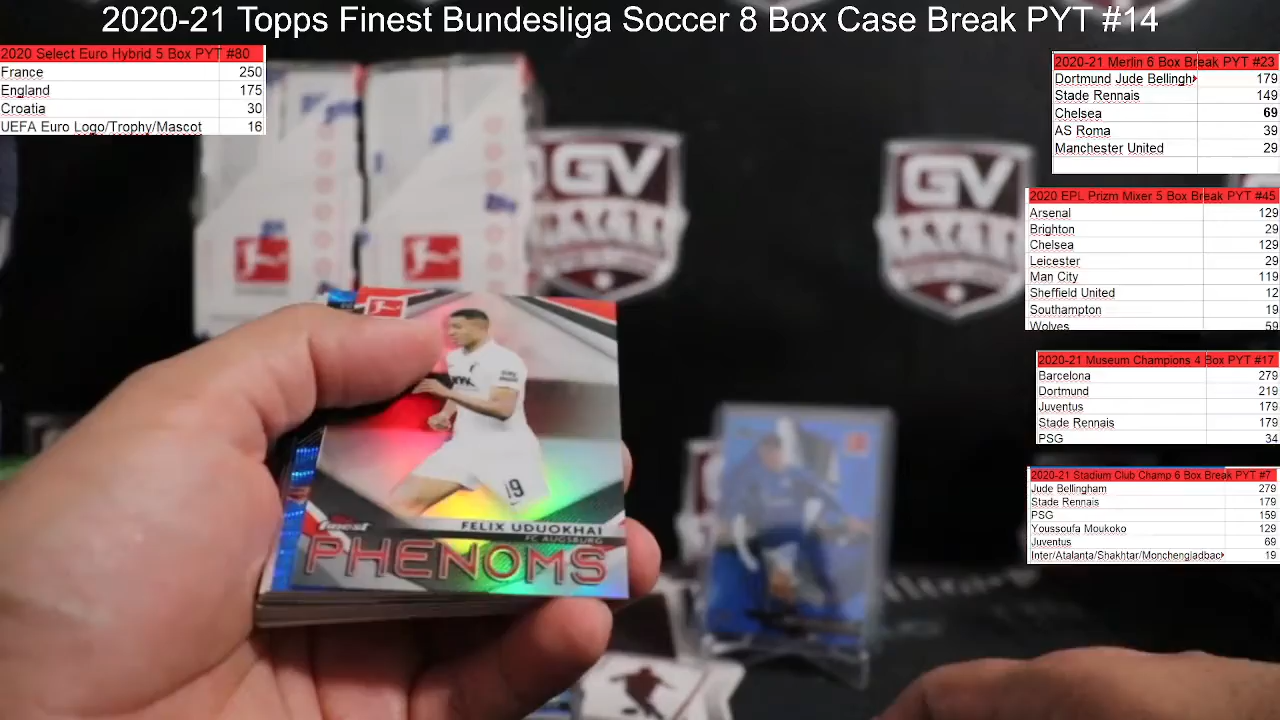 2020-21 Topps Finest Bundesliga Soccer 8 Box Case Break PYT #14
2020 Select Euro Hybrid 5 Box PYT #80
France 250
England 175
Croatia 30
UEFA Euro Logo/Trophy/Mascot 16
2020-21 Merlin 6 Box Break PYT #23
Dortmund Jude Bellingh 179
Stade Rennais 149
Chelsea 69
AS Roma 39
Manchester United 29
2020 EPL Prizm Mixer 5 Box Break PYT #45
Arsenal 129
Brighton 29
Chelsea 129
Leicester 29
Man City 119
Sheffield United 12
Southampton 19
Wolves 59
2020-21 Museum Champions 4 Box PYT #17
Barcelona 279
Dortmund 219
Juventus 179
Stade Rennais 179
PSG 34
2020-21 Stadium Club Champ 6 Box Break PYT #7
Jude Bellingham 279
Stade Rennais 179
PSG 159
Youssoufa Moukoko 129
Juventus 69
Inter/Atalanta/Shakhtar/Monchengladbac 19
GV
GV
19
Finest
FELIX UDUOKHAI
FC AUGSBURG
PHENOMS